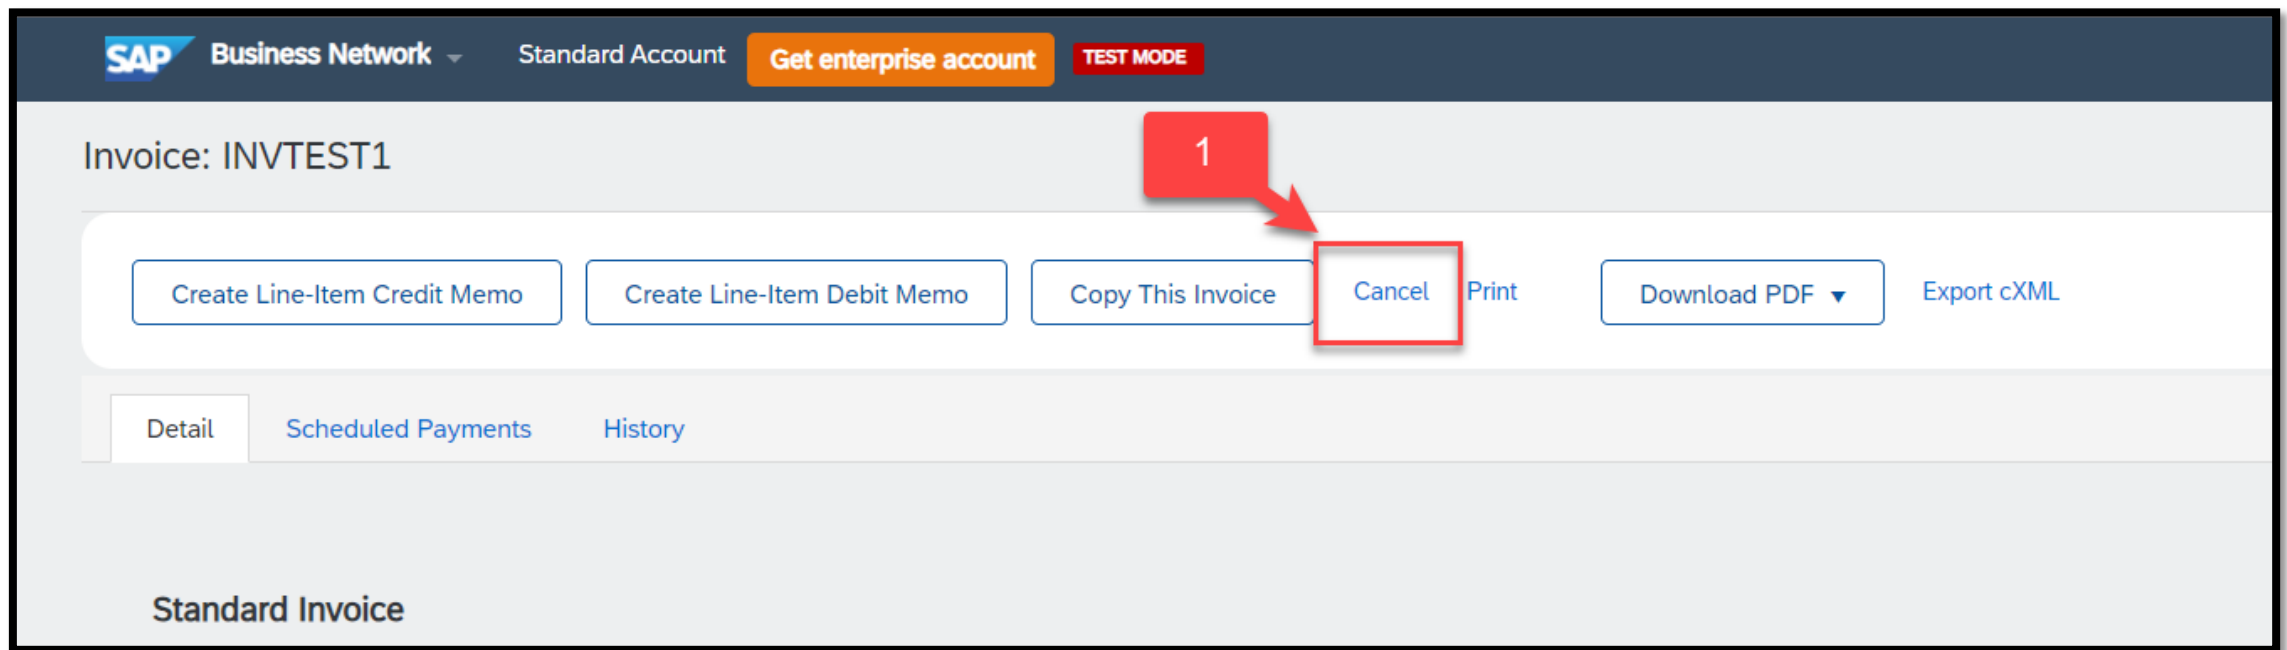 SAP Business Network Standard Account Get enterprise account TEST MODE
Invoice: INVTEST1
1
Create Line-Item Credit Memo Create Line-Item Debit Memo Copy This Invoice Cancel Print Download PDF Export cXML
Detail Scheduled Payments History
Standard Invoice